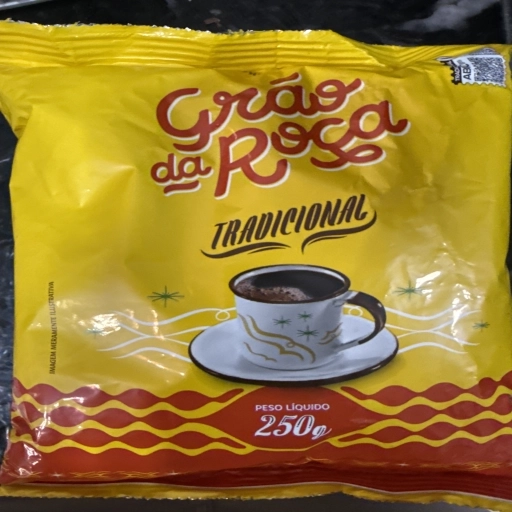 Grão
da Roça
TRADICIONAL
IMAGEM MERAMENTE ILUSTRATIVA
PESO LÍQUIDO
250g